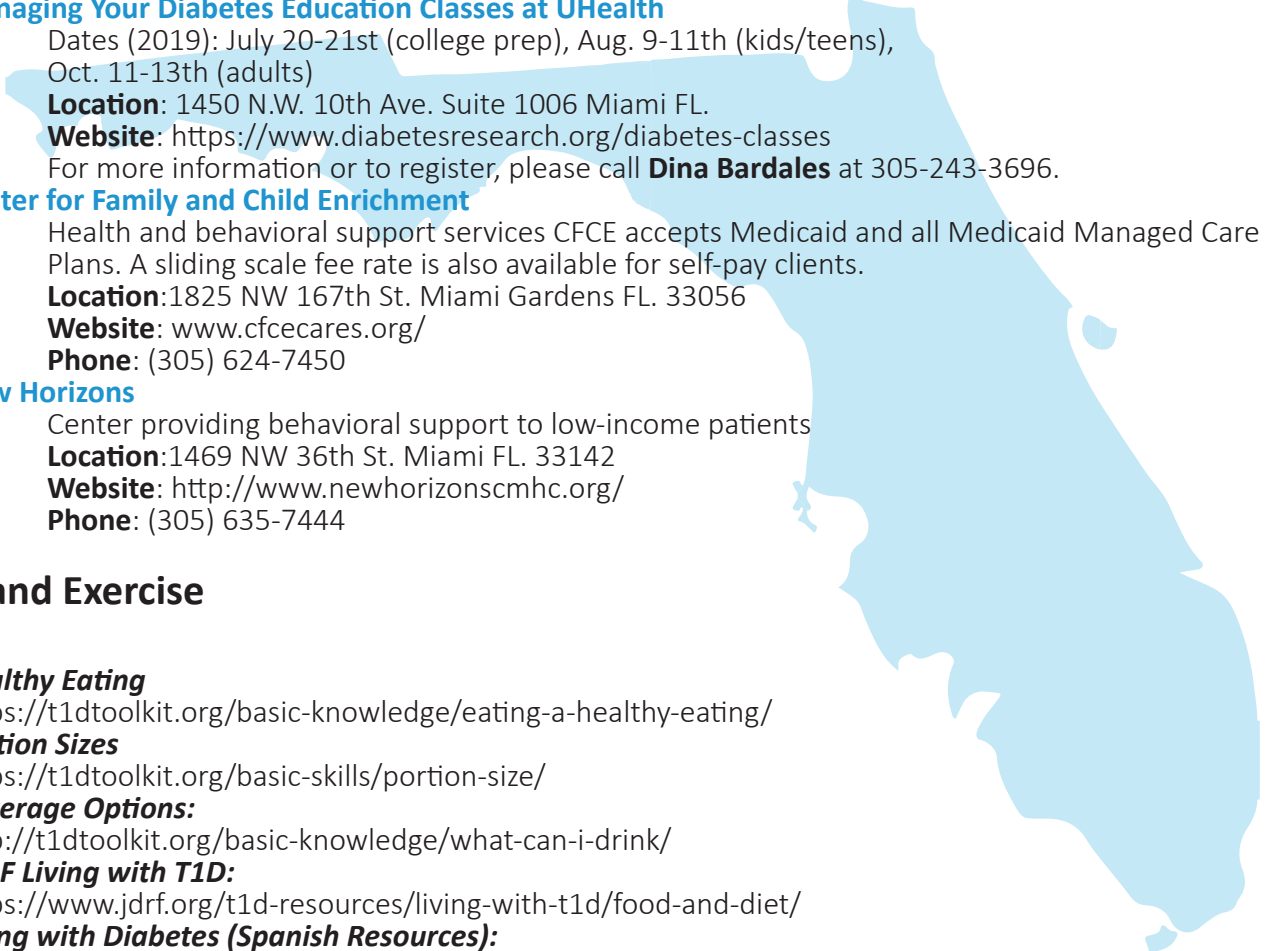 naging Your Diabetes Education Classes at UHealth
Dates (2019): July 20-21st (college prep), Aug. 9-11th (kids/teens),
Oct. 11-13th (adults)
Location: 1450 N.W. 10th Ave. Suite 1006 Miami FL.
Website: https://www.diabetesresearch.org/diabetes-classes
For more information or to register, please call Dina Bardales at 305-243-3696.
ter for Family and Child Enrichment
Health and behavioral support services CFCE accepts Medicaid and all Medicaid Managed Care
Plans. A sliding scale fee rate is also available for self-pay clients.
Location:1825 NW 167th St. Miami Gardens FL. 33056
Website: www.cfcecares.org/
Phone: (305) 624-7450
w Horizons
Center providing behavioral support to low-income patients
Location:1469 NW 36th St. Miami FL. 33142
Website: http://www.newhorizonscmhc.org/
Phone: (305) 635-7444
and Exercise
lthy Eating
os://t1dtoolkit.org/basic-knowledge/eating-a-healthy-eating/
tion Sizes
os://t1dtoolkit.org/basic-skills/portion-size/
erage Options:
o://t1dtoolkit.org/basic-knowledge/what-can-i-drink/
F Living with T1D:
os://www.jdrf.org/t1d-resources/living-with-t1d/food-and-diet/
ng with Diabetes (Spanish Resources):